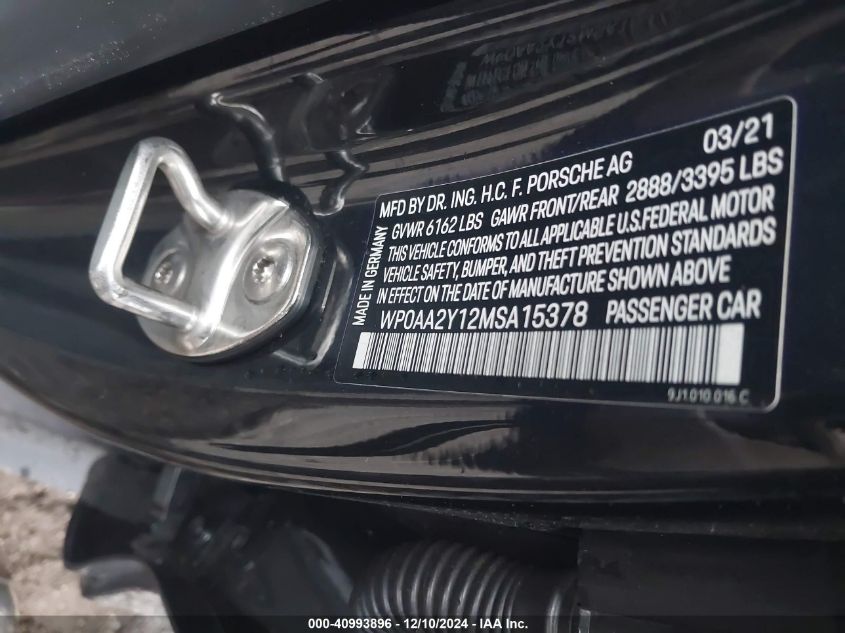 03/21
MFD BY DR. ING. H.C. F. PORSCHE AG
GVWR 6162 LBS GAWR FRONT/REAR 2888/3395 LBS
THIS VEHICLE CONFORMS TO ALL APPLICABLE U.S.FEDERAL MOTOR
VEHICLE SAFETY, BUMPER, AND THEFT PREVENTION STANDARDS
IN EFFECT ON THE DATE OF MANUFACTURE SHOWN ABOVE
MADE IN GERMANY
WP0AA2Y12MSA15378 PASSENGER CAR
9J1.010.016.C
000-40993896 - 12/10/2024 - IAA Inc.